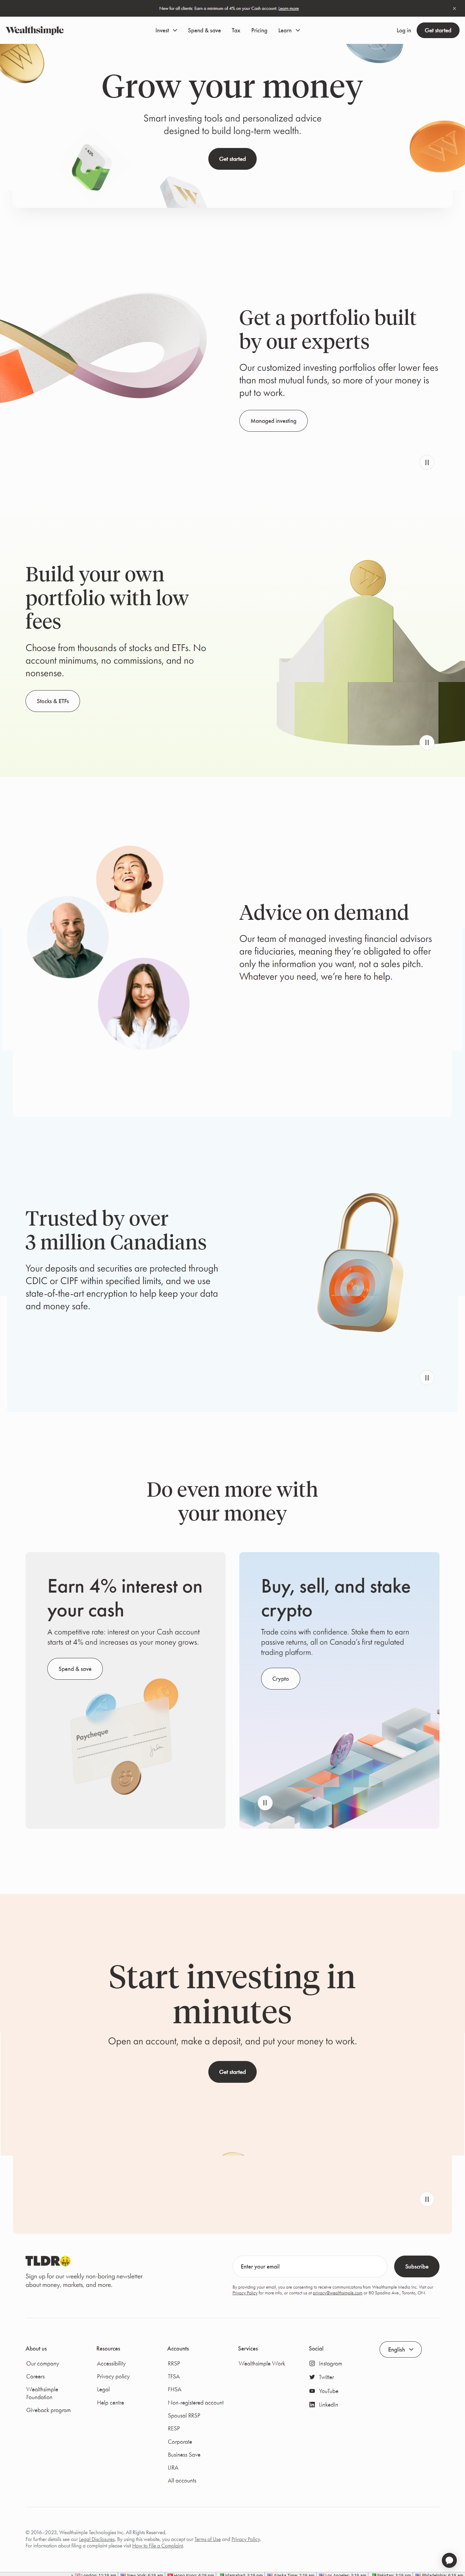 New for all clients: Earn a minimum of 4% on your Cash account. Learn more
Wealthsimple
Invest
Spend & save
Tax
Pricing
Learn
Log in
Get started
Grow your money
Smart investing tools and personalized advice
designed to build long-term wealth.
Get started
Get a portfolio built
by our experts
Our customized investing portfolios offer lower fees
than most mutual funds, so more of your money is
put to work.
Managed investing
Build your own
portfolio with low
fees
Choose from thousands of stocks and ETFs. No
account minimums, no commissions, and no
nonsense.
Stocks & ETFs
Advice on demand
Our team of managed investing financial advisors
are fiduciaries, meaning they're obligated to offer
only the information you want, not a sales pitch.
Whatever you need, we're here to help.
Trusted by over
3 million Canadians
Your deposits and securities are protected through
CDIC or CIPF within specified limits, and we use
state-of-the-art encryption to help keep your data
and money safe.
Do even more with
your money
Earn 4% interest on
your cash
A competitive rate: interest on your Cash account
starts at 4% and increases as your money grows.
Spend & save
Paycheque
Buy, sell, and stake
crypto
Trade coins with confidence. Stake them to earn
passive returns, all on Canada's first regulated
trading platform.
Crypto
Start investing in
minutes
Open an account, make a deposit, and put your money to work.
Get started
TLDR
Sign up for our weekly non-boring newsletter
about money, markets, and more.
Enter your email
Subscribe
By providing your email, you are consenting to receive communications from Wealthsimple Media Inc. Visit our
Privacy Policy for more info, or contact us at privacy@wealthsimple.com or 80 Spadina Ave., Toronto, ON.
About us
Our company
Careers
Wealthsimple
Foundation
Giveback program
Resources
Accessibility
Privacy policy
Legal
Help centre
Accounts
RRSP
TFSA
FHSA
Non-registered account
Spousal RRSP
RESP
Corporate
Business Save
LIRA
All accounts
Services
Wealthsimple Work
Social
Instagram
Twitter
YouTube
LinkedIn
English
© 2016–2023, Wealthsimple Technologies Inc. All Rights Reserved.
For further details see our Legal Disclosures. By using this website, you accept our Terms of Use and Privacy Policy.
For information about filing a complaint please visit How to File a Complaint.